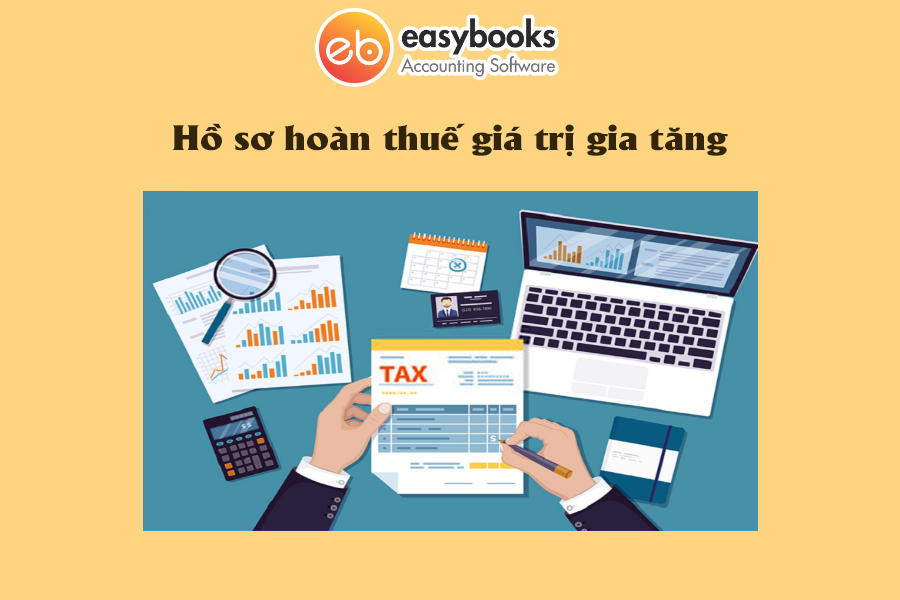 eb easybooks
Accounting Software
Hồ sơ hoàn thuế giá trị gia tăng
TAX
$$
$